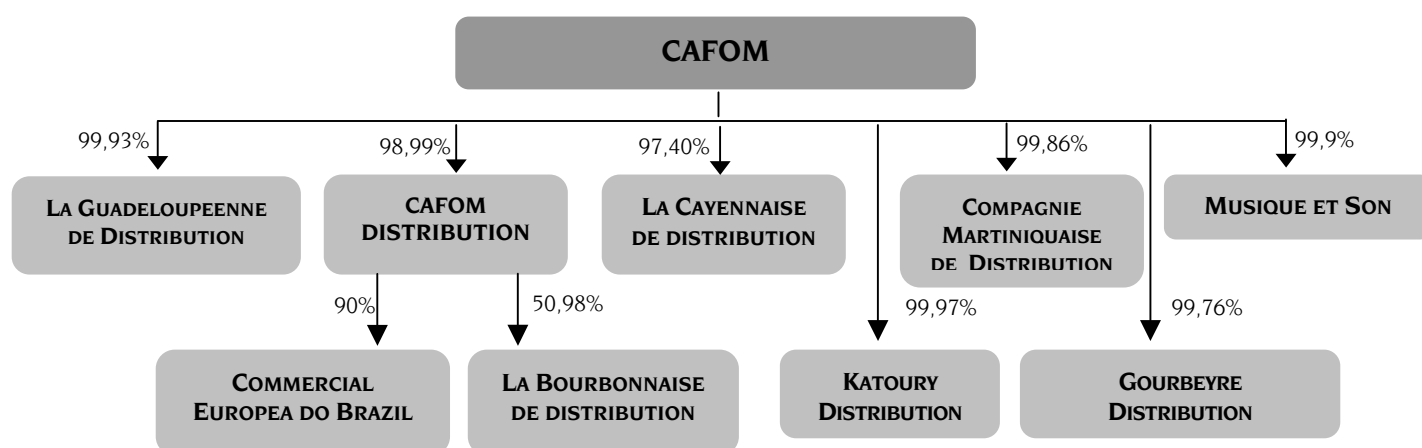 CAFOM
99,93%
98,99%
97,40%
99,86%
99,9%
LA GUADELOUPEENNE
DE DISTRIBUTION
CAFOM
DISTRIBUTION
LA CAYENNAISE
DE DISTRIBUTION
COMPAGNIE
MARTINIQUAISE
DE DISTRIBUTION
MUSIQUE ET SON
90%
50,98%
99,97%
99,76%
COMMERCIAL
EUROPEA DO BRAZIL
LA BOURBONNAISE
DE DISTRIBUTION
KATOURY
DISTRIBUTION
GOURBEYRE
DISTRIBUTION